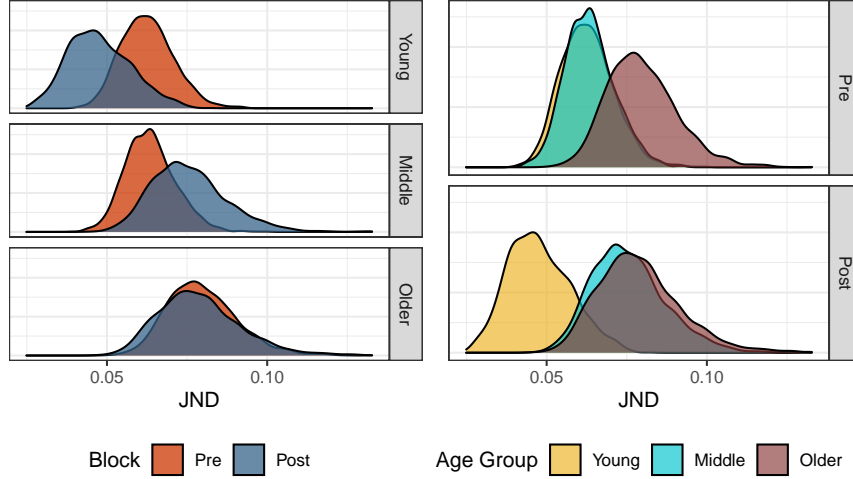 Young
Middle
Older
0.05 0.10
JND
Block Pre Post
Pre
Post
0.05 0.10
JND
Age Group Young Middle Older